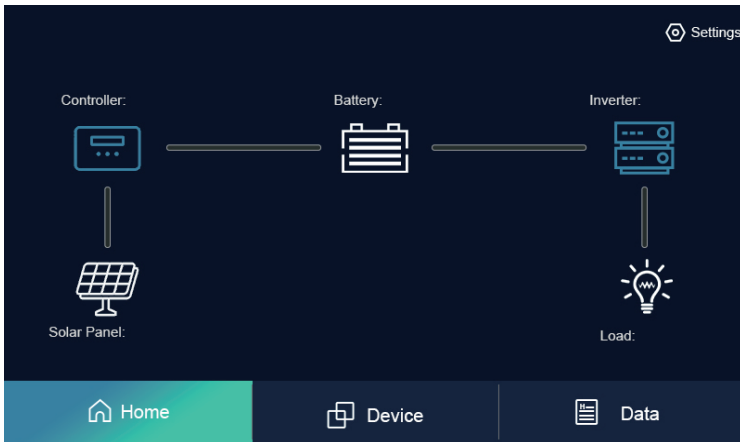 Settings
Controller:
Battery:
Inverter:
Solar Panel:
Load:
Home
Device
Data